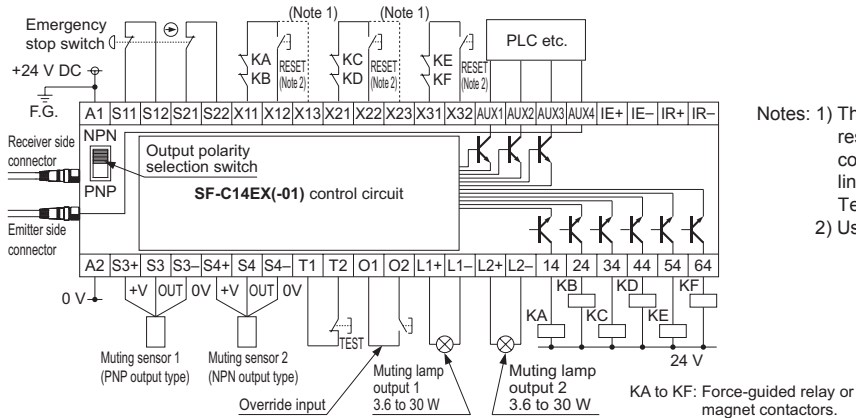 Emergency
stop switch
+24 V DC
F.G.
(Note 1)
(Note 1)
KA
KB
RESET
(Note 2)
KC
KD
RESET
(Note 2)
KE
KF
RESET
(Note 2)
PLC etc.
A1 S11 S12 S21 S22 X11 X12 X13 X21 X22 X23 X31 X32 AUX1 AUX2 AUX3 AUX4 IE+ IE– IR+ IR–
Notes: 1) Th
res
co
lin
Te
2) Us
Receiver side
connector
NPN
PNP
Output polarity
selection switch
SF-C14EX(-01) control circuit
Emitter side
connector
A2 S3+ S3 S3– S4+ S4 S4– T1 T2 O1 O2 L1+ L1– L2+ L2– 14 24 34 44 54 64
0 V
+V OUT 0V
+V OUT 0V
TEST
KA
KB
KC
KD
KE
KF
24 V
Muting sensor 1
(PNP output type)
Muting sensor 2
(NPN output type)
Override input
Muting lamp
output 1
3.6 to 30 W
Muting lamp
output 2
3.6 to 30 W
KA to KF: Force-guided relay or
magnet contactors.